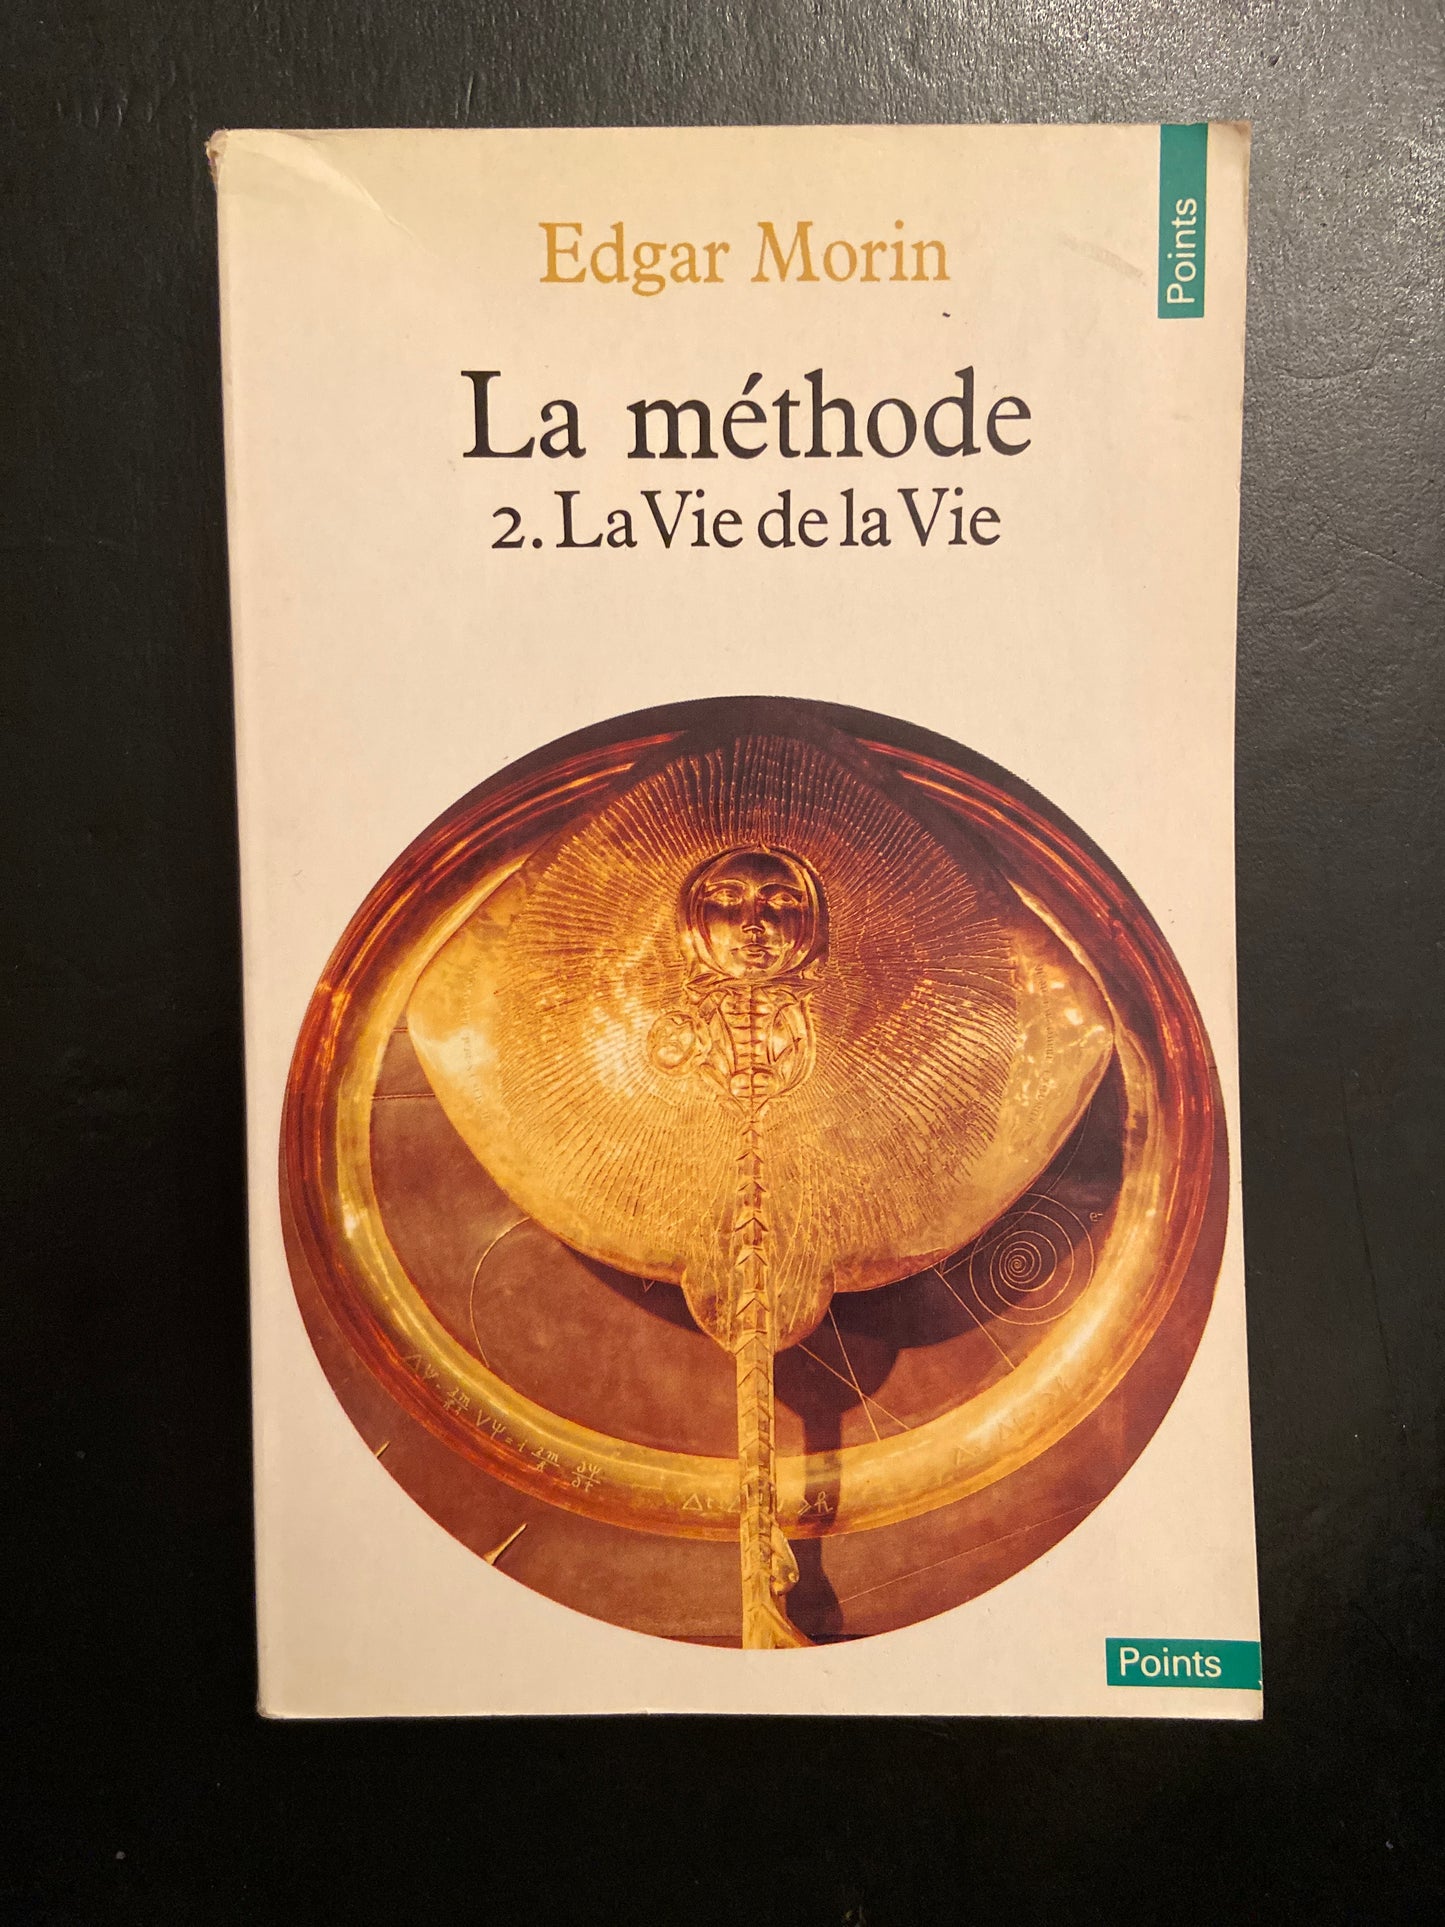 Edgar Morin
Points
La méthode
2. La Vie de la Vie
Points